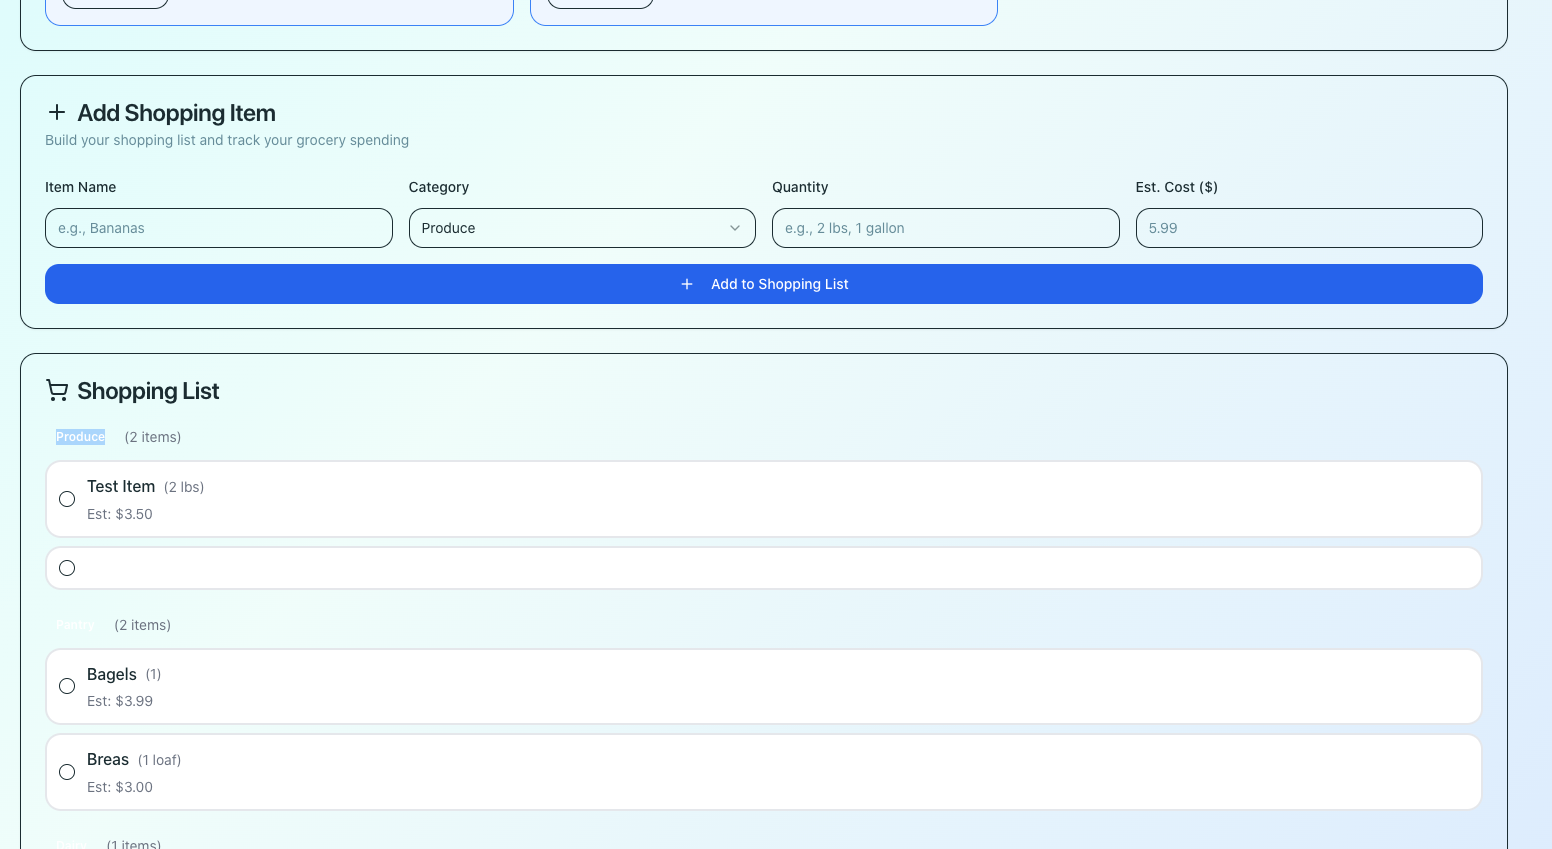 Add Shopping Item
Build your shopping list and track your grocery spending
Item Name
Category
Quantity
Est. Cost ($)
e.g., Bananas
Produce
e.g., 2 lbs, 1 gallon
5.99
Add to Shopping List
Shopping List
Produce (2 items)
Test Item (2 lbs)
Est: $3.50
Pantry (2 items)
Bagels (1)
Est: $3.99
Breas (1 loaf)
Est: $3.00
(1 items)